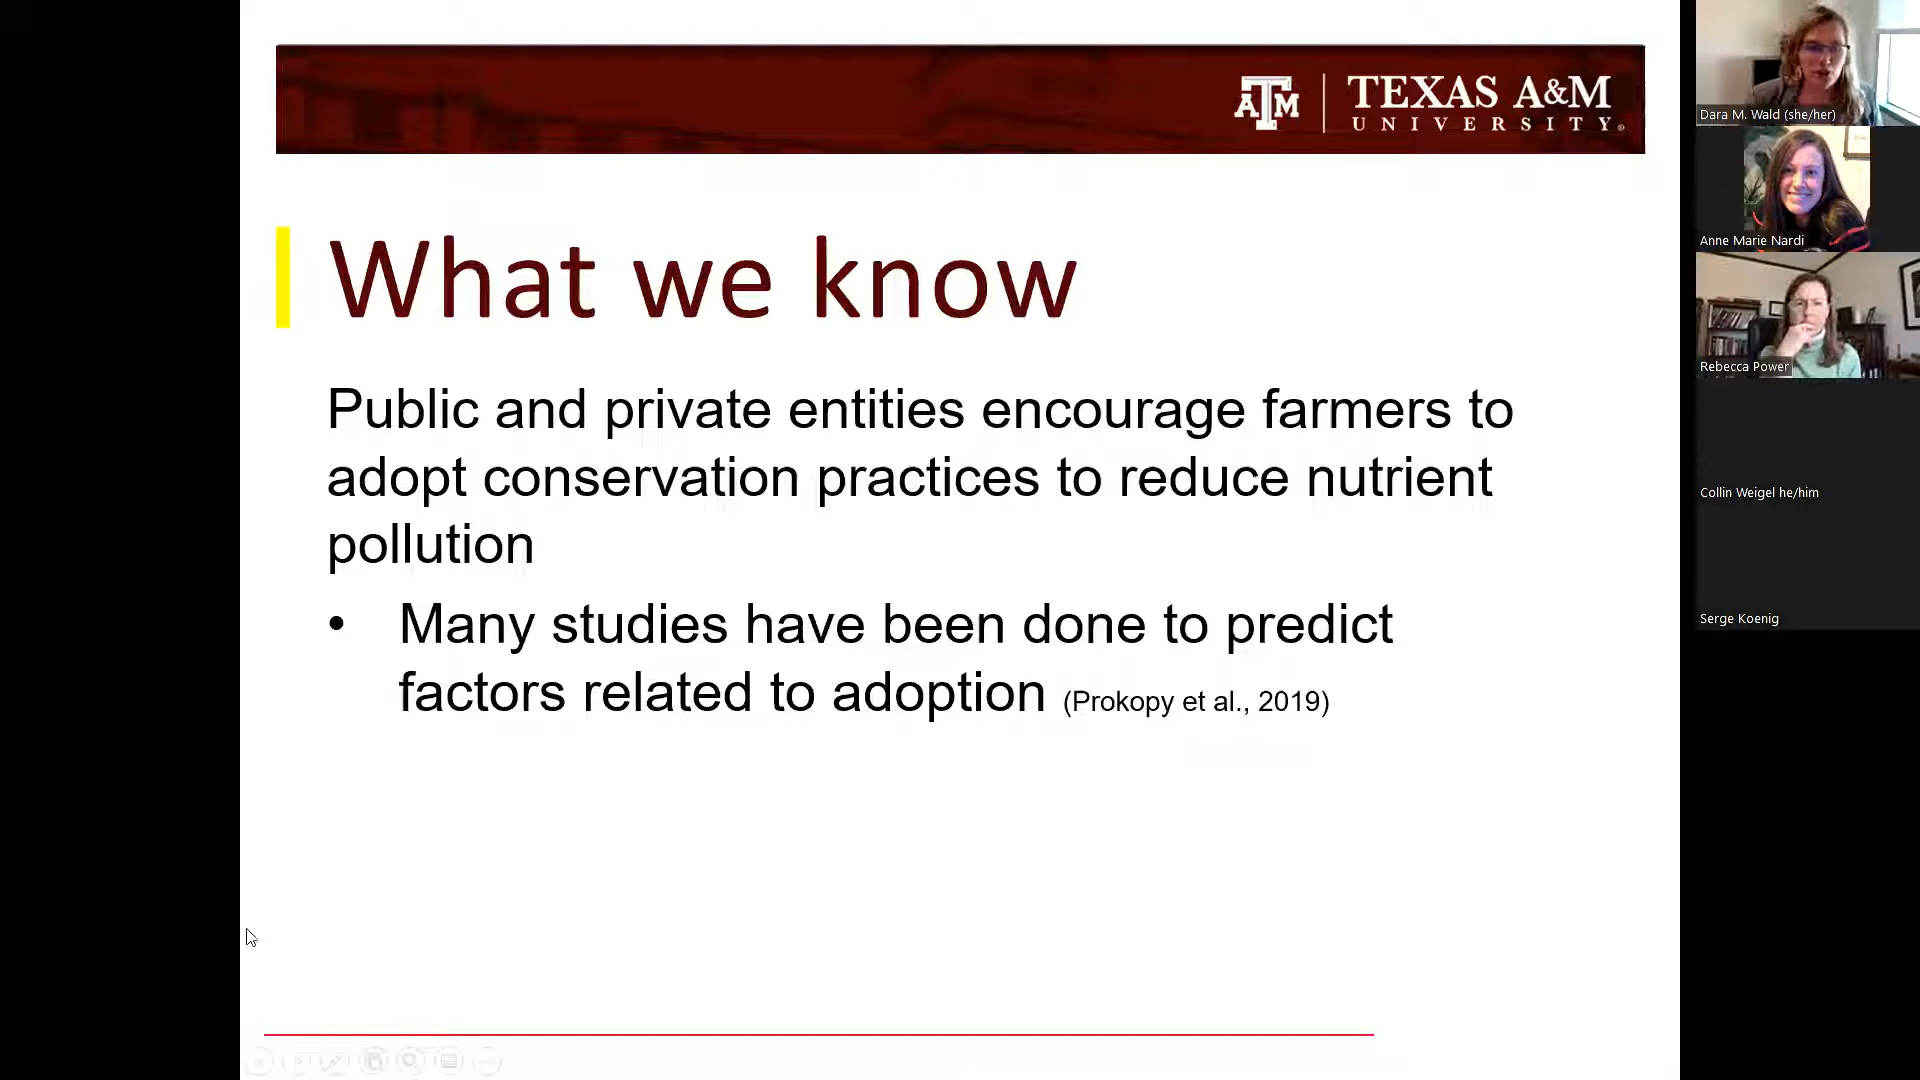 ATM TEXAS A&M
UNIVERSITY®
What we know
Public and private entities encourage farmers to
adopt conservation practices to reduce nutrient
pollution
• Many studies have been done to predict
factors related to adoption (Prokopy et al., 2019)
Dara M. Wald (she/her)
Anne Marie Nardi
Rebecca Power
Collin Weigel he/him
Serge Koenig